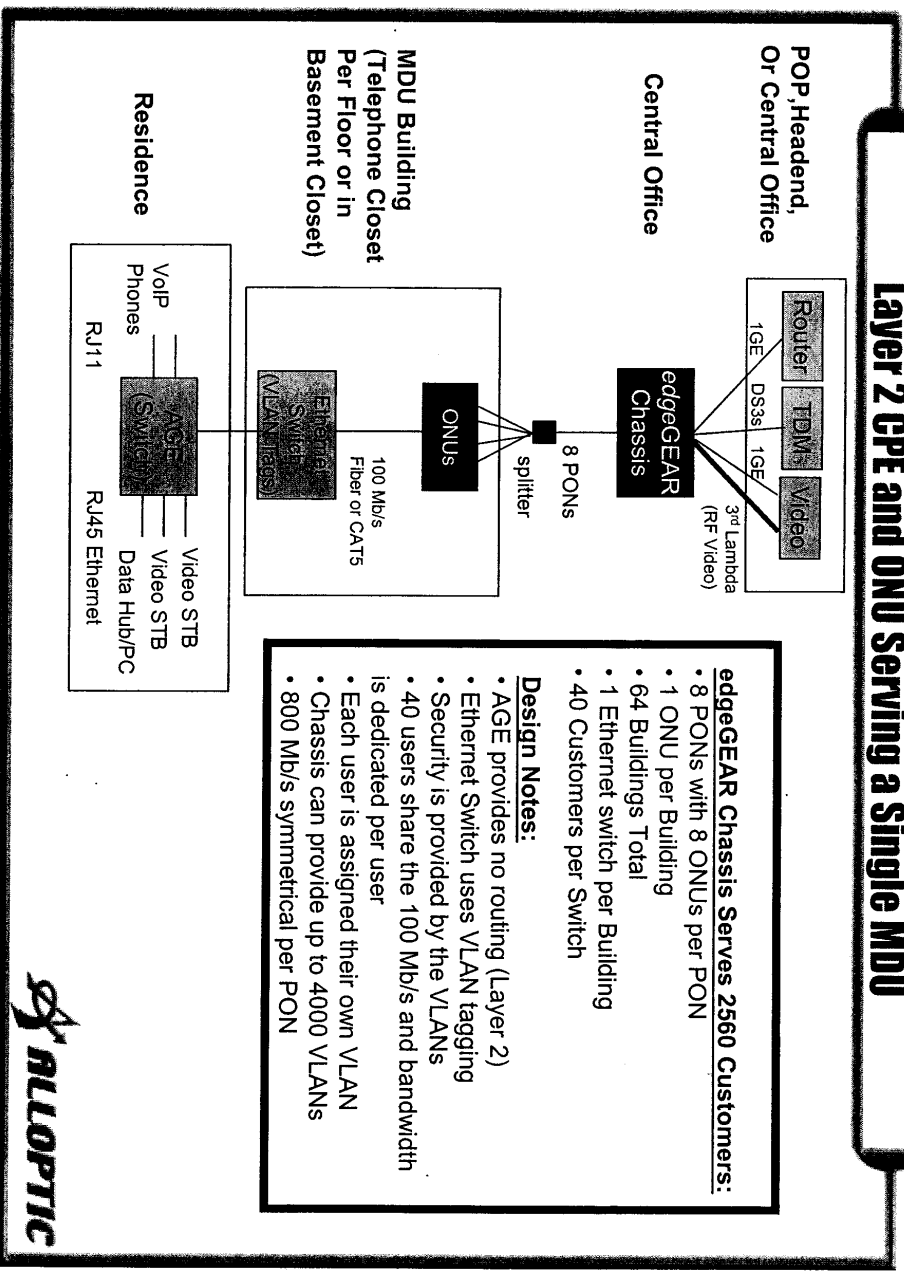 Layer 2 CPE and ONU Serving a Single MDU
POP,Headend,
Or Central Office
Router
TDM
Video
1GE
DS3s
1GE
3rd Lambda
(RF Video)
Central Office
edgeGEAR
Chassis
8 PONs
splitter
MDU Building
(Telephone Closet
Per Floor or in
Basement Closet)
ONUs
100 Mb/s
Fiber or CAT5
Ethernet
Switch
(VLAN Tags)
Residence
VoIP
Phones
RJ11
AGE
(Switch)
Video STB
Video STB
Data Hub/PC
RJ45 Ethernet
edgeGEAR Chassis Serves 2560 Customers:
• 8 PONs with 8 ONUs per PON
• 1 ONU per Building
• 64 Buildings Total
• 1 Ethernet switch per Building
• 40 Customers per Switch
Design Notes:
• AGE provides no routing (Layer 2)
• Ethernet Switch uses VLAN tagging
• Security is provided by the VLANs
• 40 users share the 100 Mb/s and bandwidth
is dedicated per user
• Each user is assigned their own VLAN
• Chassis can provide up to 4000 VLANs
• 800 Mb/s symmetrical per PON
ALLOPTIC